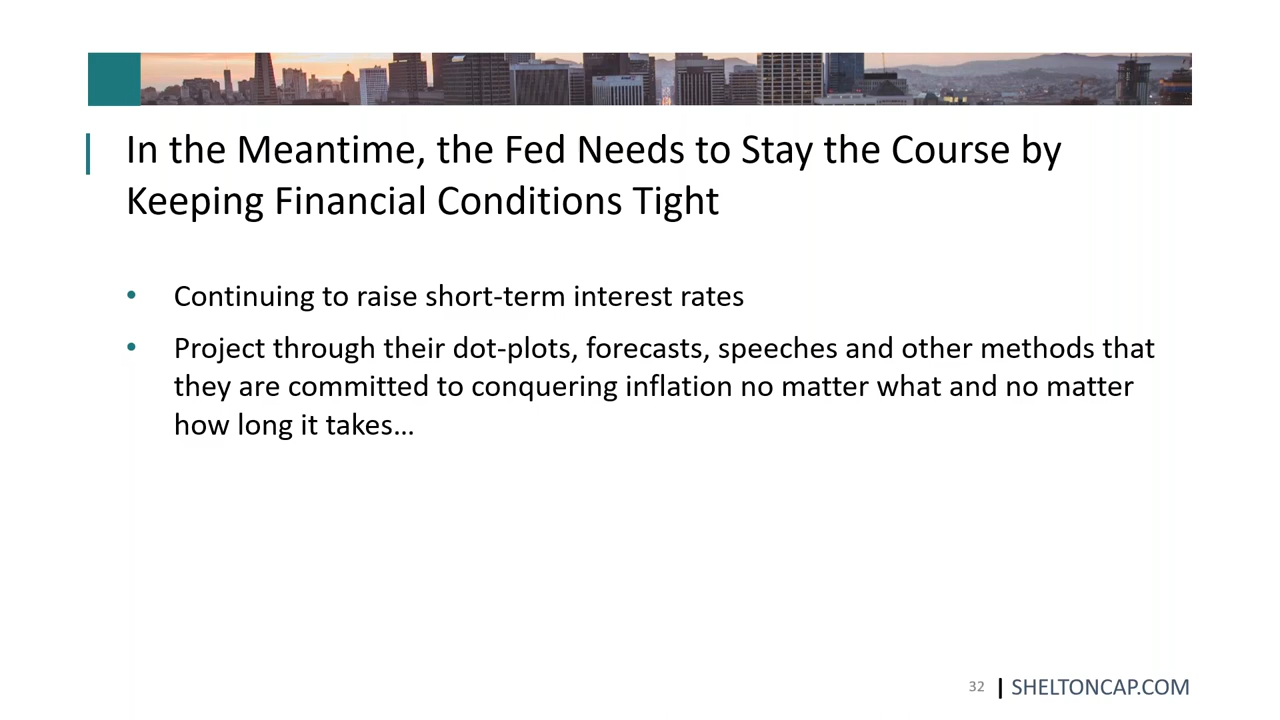 In the Meantime, the Fed Needs to Stay the Course by
Keeping Financial Conditions Tight
• Continuing to raise short-term interest rates
• Project through their dot-plots, forecasts, speeches and other methods that
they are committed to conquering inflation no matter what and no matter
how long it takes…
32 | SHELTONCAP.COM